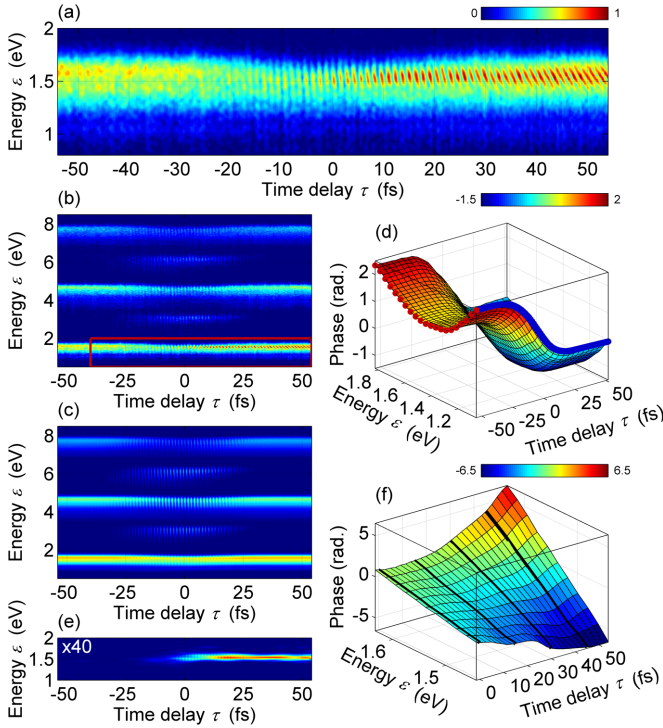 (a)
0
1
2
1.5
1
Energy ε (eV)
-50 -40 -30 -20 -10 0 10 20 30 40 50
Time delay τ (fs)
(b)
8
6
4
2
Energy ε (eV)
-50 -25 0 25 50
Time delay τ (fs)
-1.5
2
(d)
2
1
0
-1
Phase (rad.)
1.8 1.6 1.4 1.2
Energy ε (eV)
-50 -25 0 25 50
Time delay τ (fs)
(c)
8
6
4
2
Energy ε (eV)
-50 -25 0 25 50
Time delay τ (fs)
-6.5
6.5
(f)
5
0
-5
Phase (rad.)
1.6 1.5
Energy ε (eV)
0 10 20 30 40 50
Time delay τ (fs)
(e)
x40
2
1.5
1
Energy ε (eV)
-50 -25 0 25 50
Time delay τ (fs)